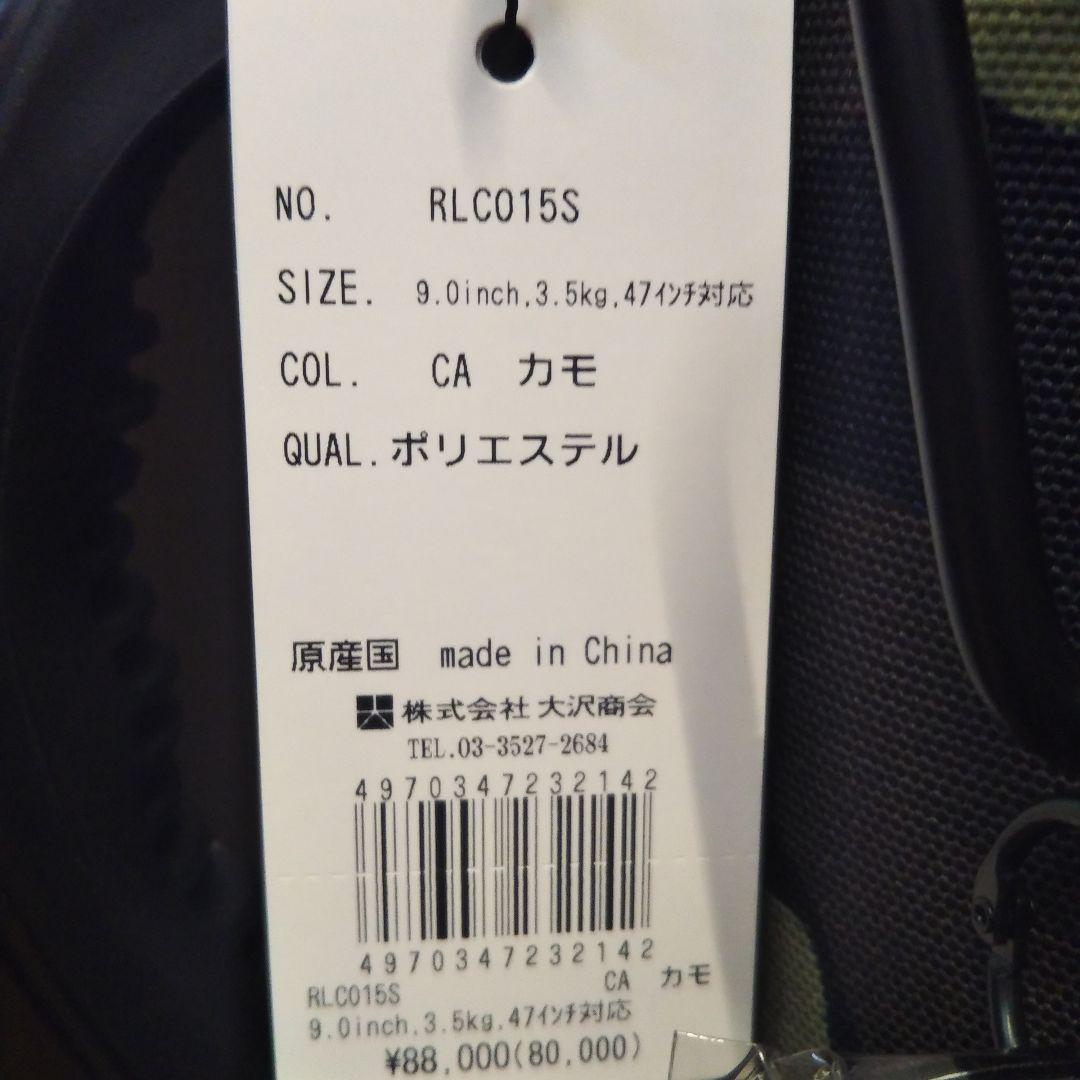 NO. RLC015S
SIZE. 9.0inch,3.5kg,47ｲﾝﾁ対応
COL. CA カモ
QUAL.ポリエステル
原産国 made in China
株式会社 大沢商会
TEL.03-3527-2684
4970347232142
4970347232142
RLC015S CA カモ
9.0inch,3.5kg,47ｲﾝﾁ対応
¥88,000(80,000)